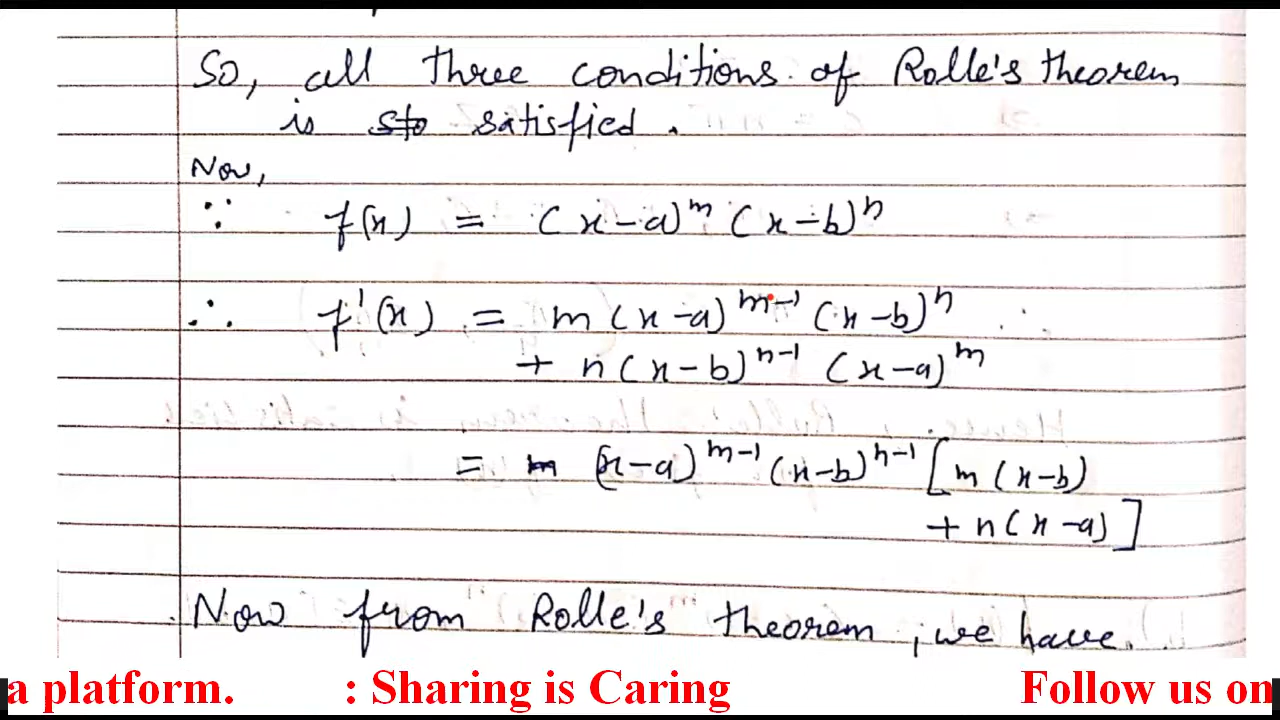 So, all three conditions of Rolle's theorem
is satisfied.
Now,
∵ f(x) = (x-a)^m (x-b)^n
∴ f'(x) = m(x-a)^{m-1} (x-b)^n
+ n(x-b)^{n-1} (x-a)^m
= (x-a)^{m-1} (x-b)^{n-1} [m(x-b)
+ n(x-a)]
Now from Rolle's theorem, we have
a platform. : Sharing is Caring Follow us on